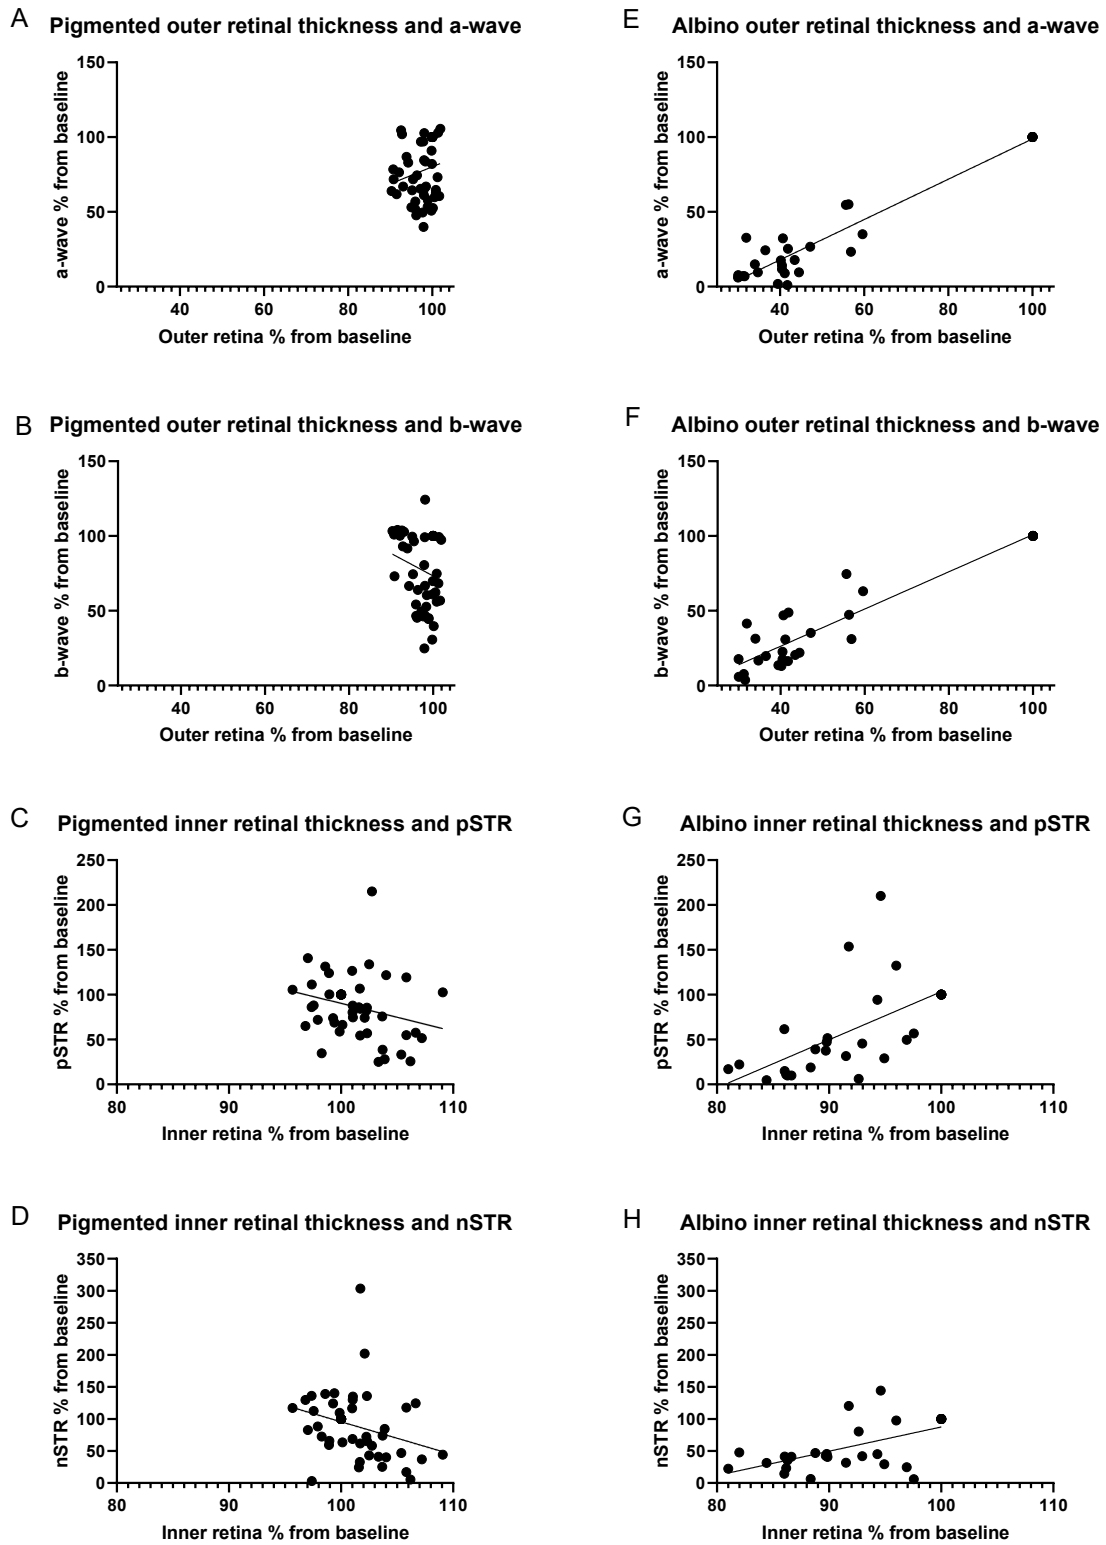 A Pigmented outer retinal thickness and a-wave
150
100
50
0
40 60 80 100
a-wave % from baseline
Outer retina % from baseline
E Albino outer retinal thickness and a-wave
150
100
50
0
40 60 80 100
a-wave % from baseline
Outer retina % from baseline
B Pigmented outer retinal thickness and b-wave
150
100
50
0
40 60 80 100
b-wave % from baseline
Outer retina % from baseline
F Albino outer retinal thickness and b-wave
150
100
50
0
40 60 80 100
b-wave % from baseline
Outer retina % from baseline
C Pigmented inner retinal thickness and pSTR
250
200
150
100
50
0
80 90 100 110
pSTR % from baseline
Inner retina % from baseline
G Albino inner retinal thickness and pSTR
250
200
150
100
50
0
80 90 100 110
pSTR % from baseline
Inner retina % from baseline
D Pigmented inner retinal thickness and nSTR
350
300
250
200
150
100
50
0
80 90 100 110
nSTR % from baseline
Inner retina % from baseline
H Albino inner retinal thickness and nSTR
350
300
250
200
150
100
50
0
80 90 100 110
nSTR % from baseline
Inner retina % from baseline